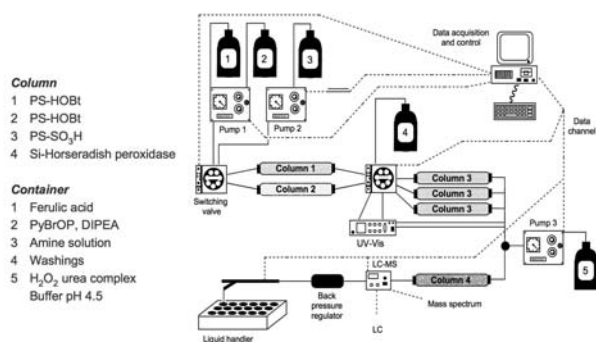 Column
1 PS-HOBt
2 PS-HOBt
3 PS-SO₃H
4 Si-Horseradish peroxidase
Container
1 Ferulic acid
2 PyBrOP, DIPEA
3 Amine solution
4 Washings
5 H₂O₂ urea complex
Buffer pH 4.5
1
2
3
Pump 1
Pump 2
Data acquisition
and control
4
Data
channel
Switching
valve
Column 1
Column 2
Column 3
Column 3
Column 3
UV-Vis
Pump 3
5
LC-MS
Column 4
Back
pressure
regulator
Mass spectrum
LC
Liquid handler